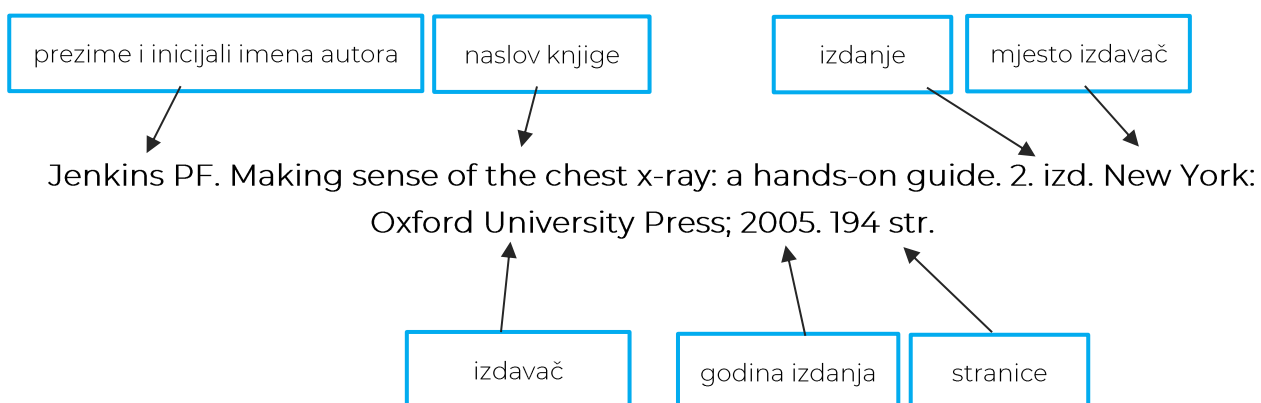 prezime i inicijali imena autora
naslov knjige
izdanje
mjesto izdavač
Jenkins PF. Making sense of the chest x-ray: a hands-on guide. 2. izd. New York:
Oxford University Press; 2005. 194 str.
izdavač
godina izdanja
stranice